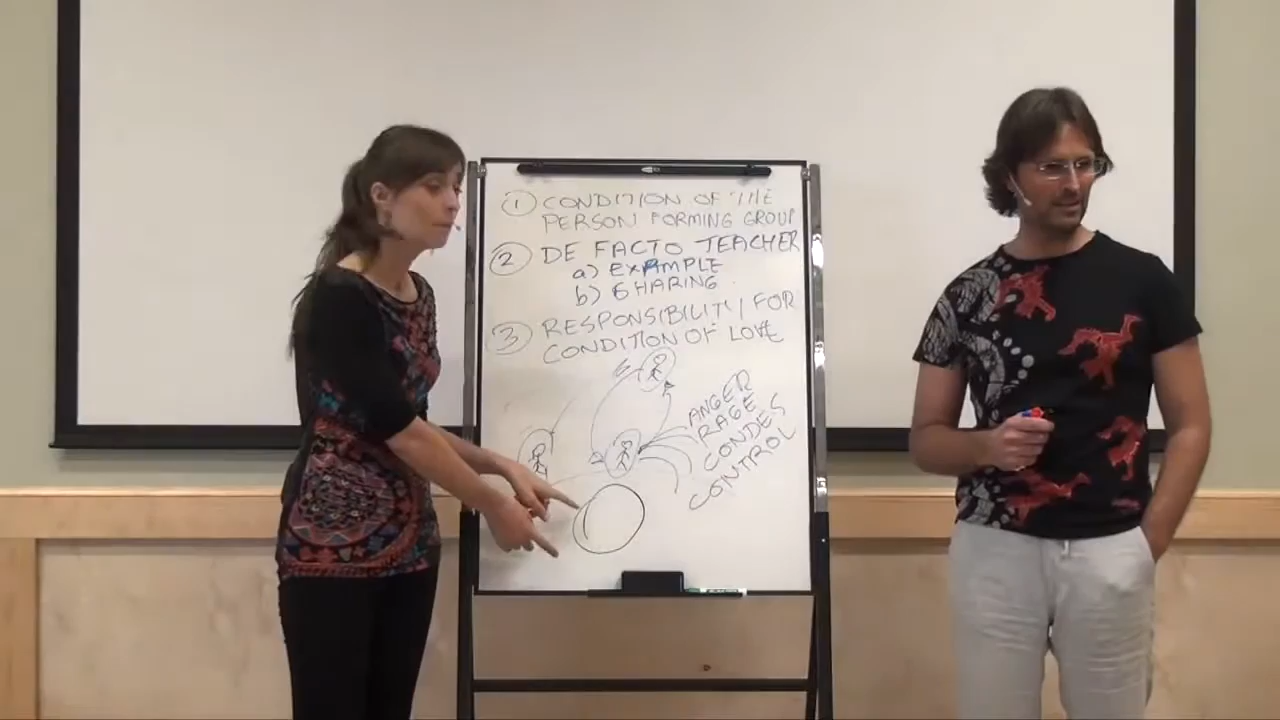 ① CONDITION OF THE
PERSON FORMING GROUP
② DE FACTO TEACHER
a) EXAMPLE
b) SHARING
③ RESPONSIBILITY FOR
CONDITION OF LOVE
ANGER
RAGE
CONDES
CONTROL